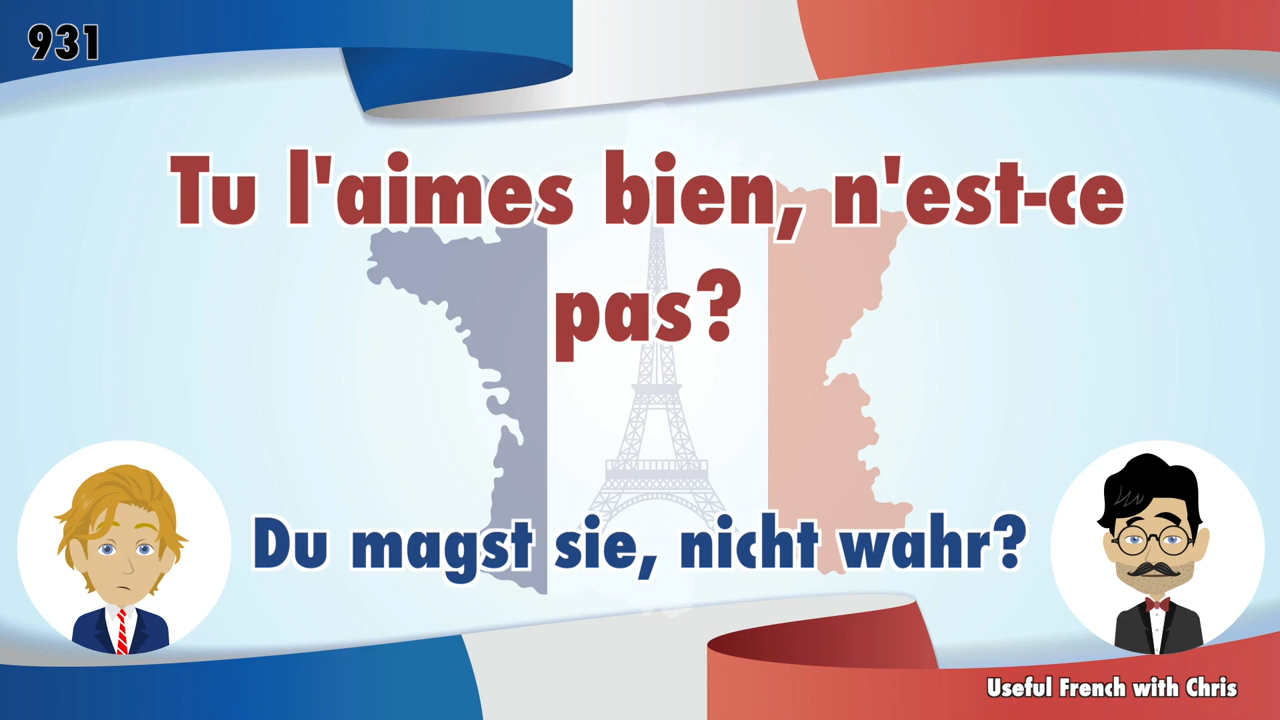 931
Tu l'aimes bien, n'est-ce
pas?
Du magst sie, nicht wahr?
Useful French with Chris